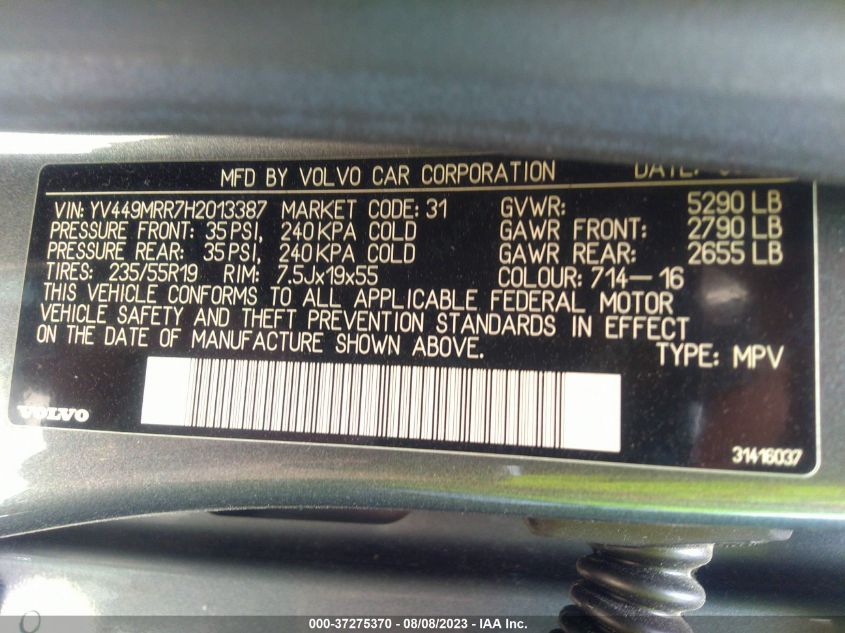 MFD BY VOLVO CAR CORPORATION DATE:
VIN: YV449MRR7H2013387 MARKET CODE: 31 GVWR: 5290 LB
PRESSURE FRONT: 35 PSI, 240 KPA COLD GAWR FRONT: 2790 LB
PRESSURE REAR: 35 PSI, 240 KPA COLD GAWR REAR: 2655 LB
TIRES: 235/55R19 RIM: 7.5Jx19x55 COLOUR: 714-16
THIS VEHICLE CONFORMS TO ALL APPLICABLE FEDERAL MOTOR
VEHICLE SAFETY AND THEFT PREVENTION STANDARDS IN EFFECT
ON THE DATE OF MANUFACTURE SHOWN ABOVE.
TYPE: MPV
VOLVO
31416037
000-37275370 - 08/08/2023 - IAA Inc.